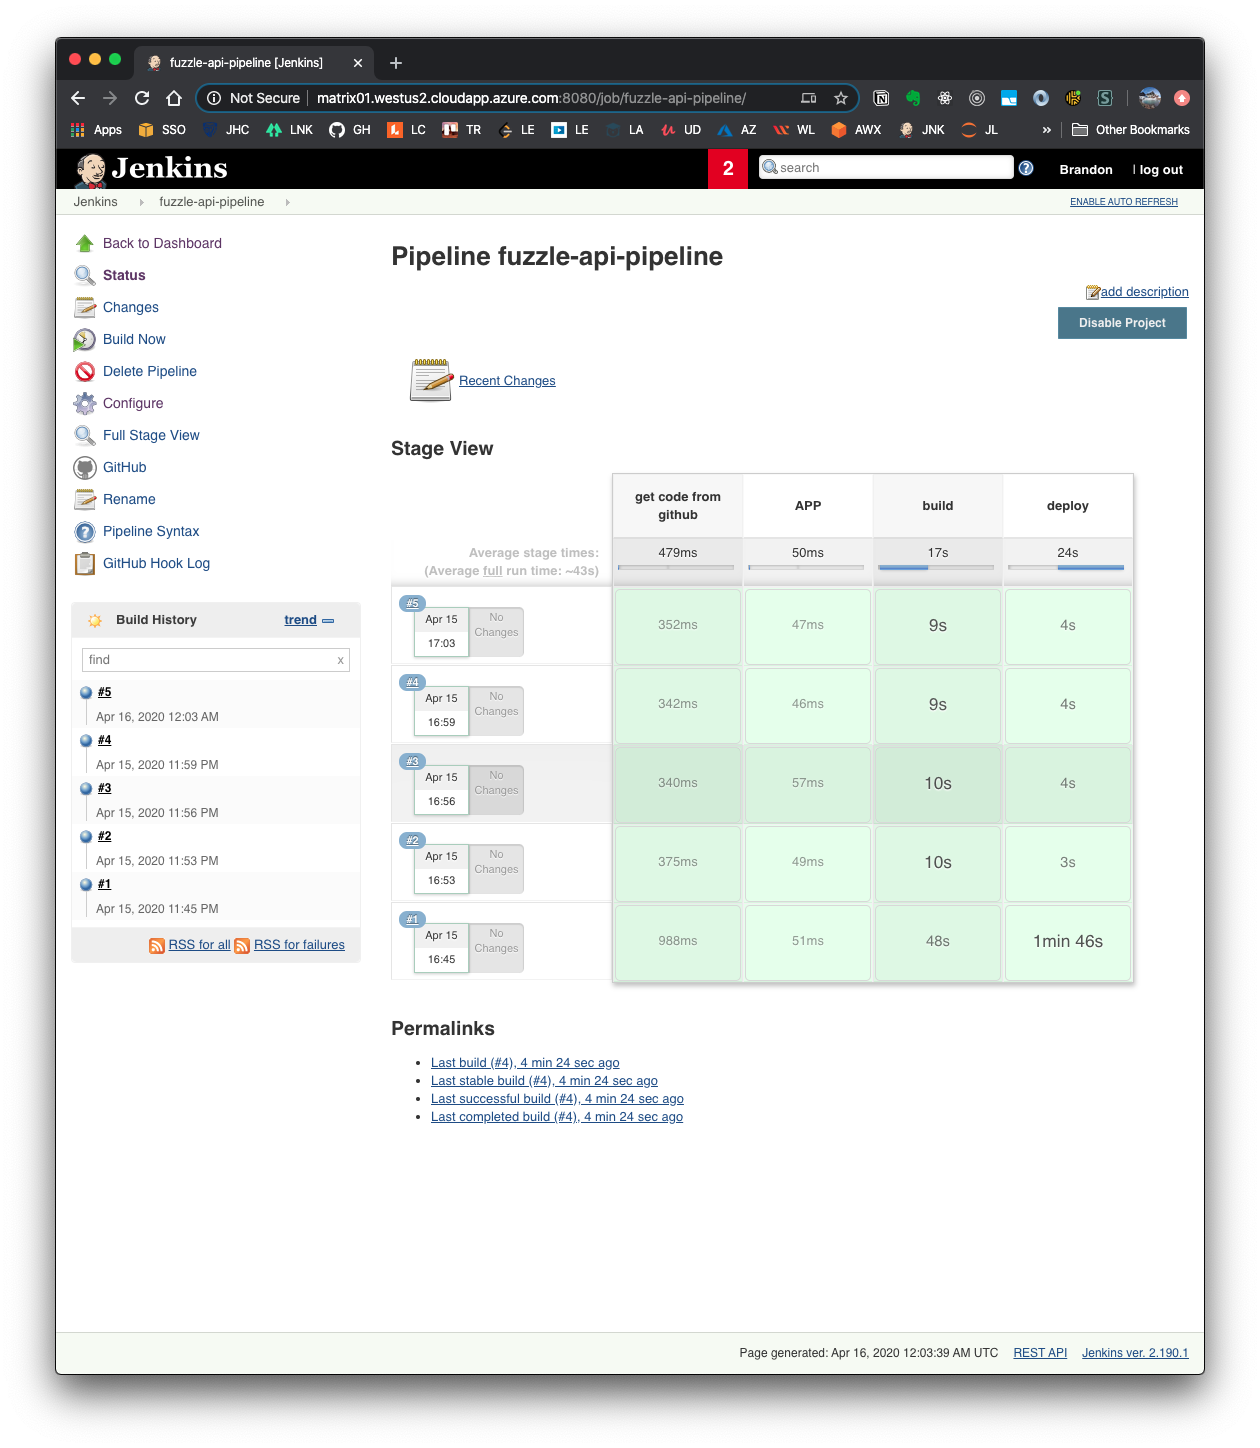 fuzzle-api-pipeline [Jenkins]
Not Secure matrix01.westus2.cloudapp.azure.com:8080/job/fuzzle-api-pipeline/
Apps SSO JHC LNK GH LC TR LE LE LA UD AZ WL AWX JNK JL » Other Bookmarks
Jenkins 2 search Brandon | log out
Jenkins fuzzle-api-pipeline ENABLE AUTO REFRESH
Back to Dashboard
Status
Changes
Build Now
Delete Pipeline
Configure
Full Stage View
GitHub
Rename
Pipeline Syntax
GitHub Hook Log
Build History trend
find x
#5
Apr 16, 2020 12:03 AM
#4
Apr 15, 2020 11:59 PM
#3
Apr 15, 2020 11:56 PM
#2
Apr 15, 2020 11:53 PM
#1
Apr 15, 2020 11:45 PM
RSS for all RSS for failures
Pipeline fuzzle-api-pipeline
add description
Disable Project
Recent Changes
Stage View
get code from
github
APP
build
deploy
Average stage times:
(Average full run time: ~43s)
479ms 50ms 17s 24s
#5
Apr 15
17:03
No
Changes
352ms 47ms 9s 4s
#4
Apr 15
16:59
No
Changes
342ms 46ms 9s 4s
#3
Apr 15
16:56
No
Changes
340ms 57ms 10s 4s
#2
Apr 15
16:53
No
Changes
375ms 49ms 10s 3s
#1
Apr 15
16:45
No
Changes
988ms 51ms 48s 1min 46s
Permalinks
Last build (#4), 4 min 24 sec ago
Last stable build (#4), 4 min 24 sec ago
Last successful build (#4), 4 min 24 sec ago
Last completed build (#4), 4 min 24 sec ago
Page generated: Apr 16, 2020 12:03:39 AM UTC REST API Jenkins ver. 2.190.1